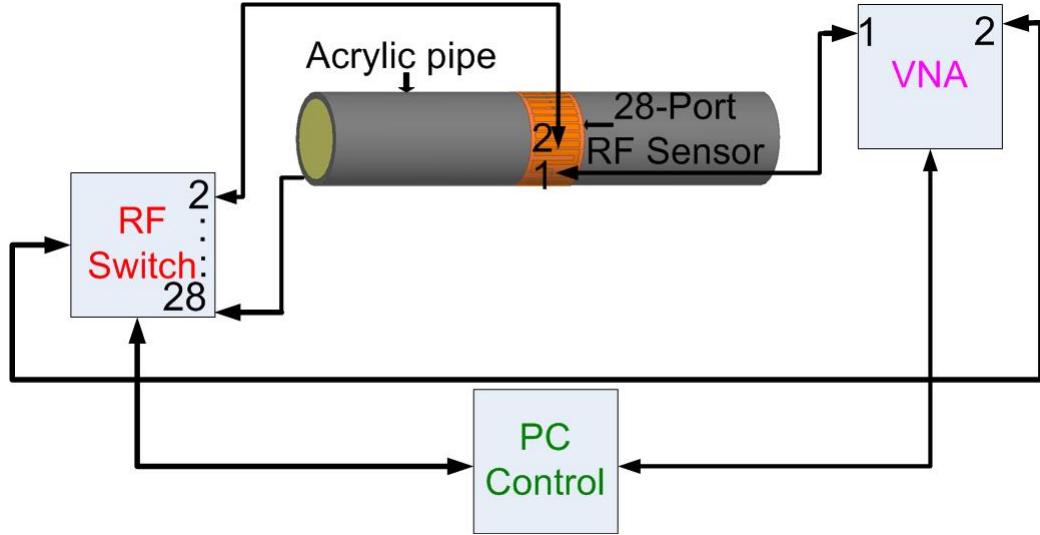 Acrylic pipe
28-Port
RF Sensor
2
1
1
2
VNA
2
RF
Switch
28
PC
Control